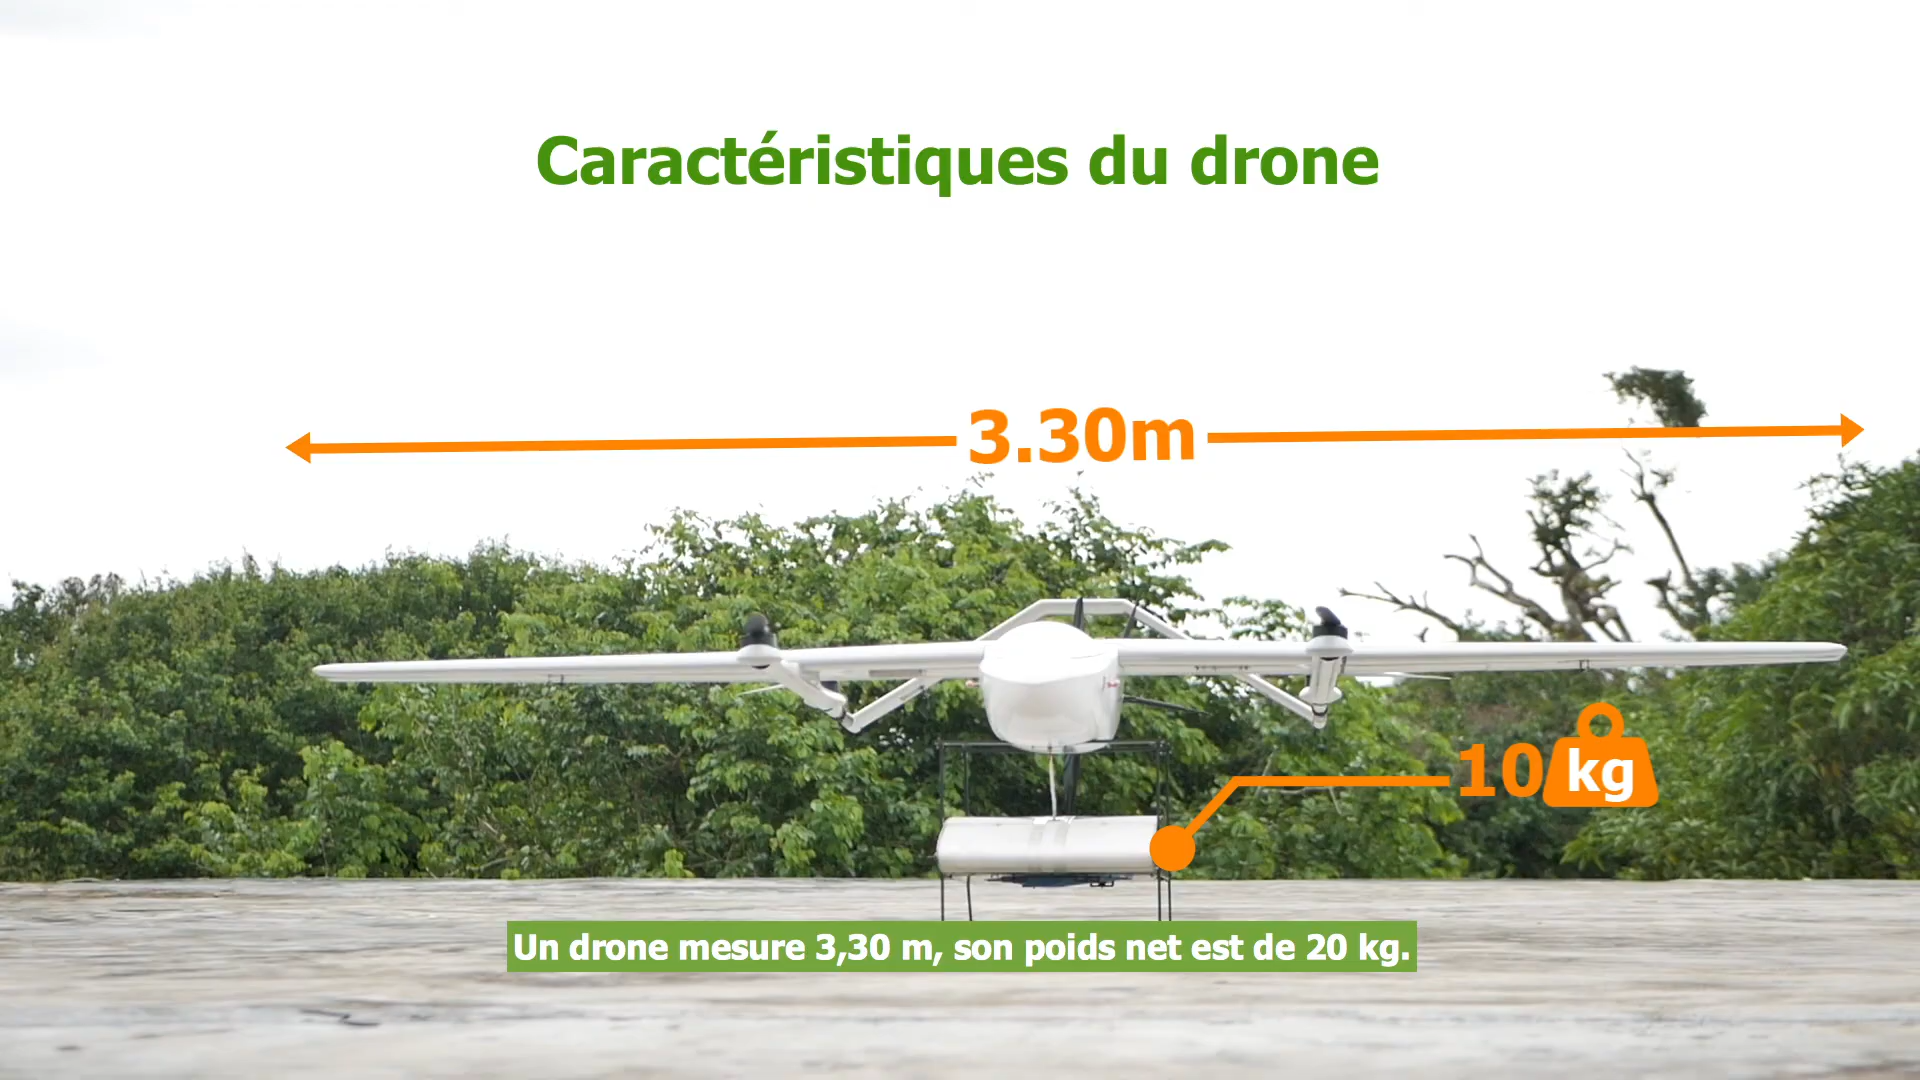 Caractéristiques du drone
3.30m
10 kg
Un drone mesure 3,30 m, son poids net est de 20 kg.